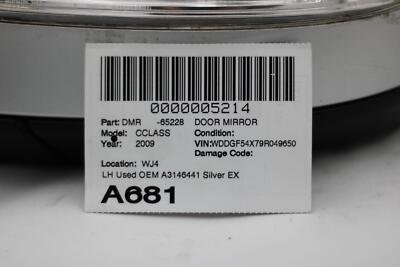 0000005214
Part: DMR -65228 DOOR MIRROR
Model: CCLASS Condition:
Year: 2009 VIN:WDDGF54X79R049650
Damage Code:
Location: WJ4
LH Used OEM A3146441 Silver EX
A681